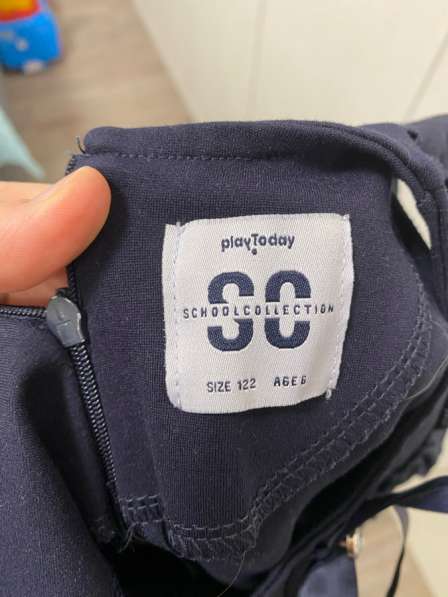 playToday
SC
SCHOOLCOLLECTION
SIZE 122 AGE 6